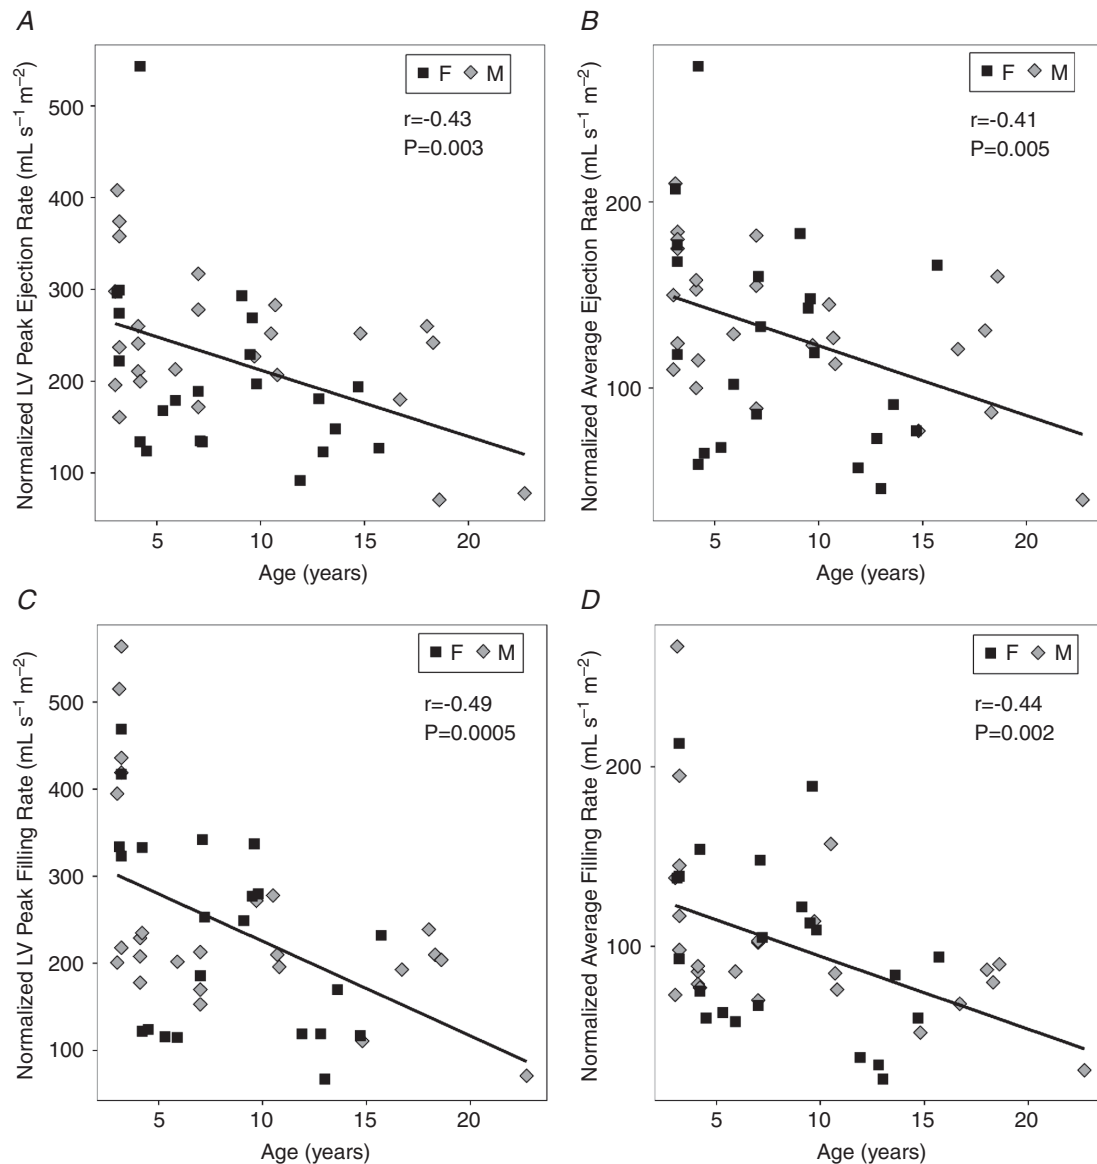 A
Normalized LV Peak Ejection Rate (mL s⁻¹ m⁻²)
500
400
300
200
100
F M
r=-0.43
P=0.003
5 10 15 20
Age (years)
B
Normalized Average Ejection Rate (mL s⁻¹ m⁻²)
200
100
F M
r=-0.41
P=0.005
5 10 15 20
Age (years)
C
Normalized LV Peak Filling Rate (mL s⁻¹ m⁻²)
500
400
300
200
100
F M
r=-0.49
P=0.0005
5 10 15 20
Age (years)
D
Normalized Average Filling Rate (mL s⁻¹ m⁻²)
200
100
F M
r=-0.44
P=0.002
5 10 15 20
Age (years)